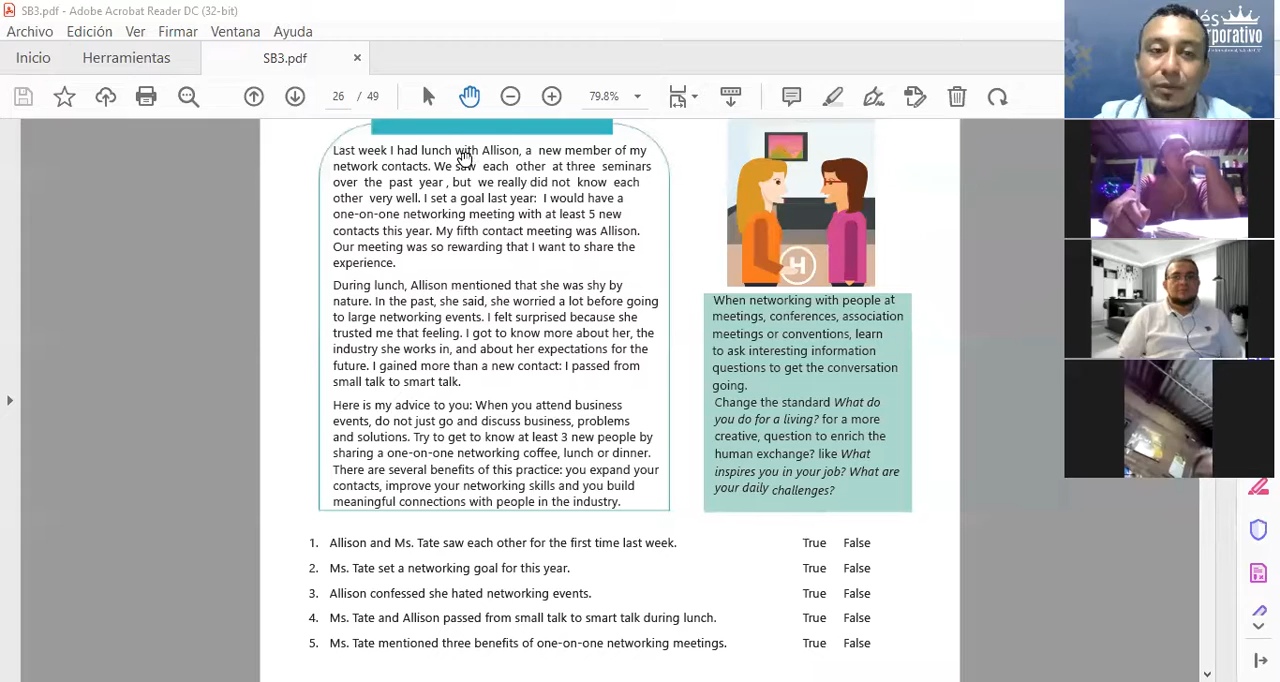 SB3.pdf - Adobe Acrobat Reader DC (32-bit)
Archivo Edición Ver Firmar Ventana Ayuda
Inicio Herramientas SB3.pdf ×
26 / 49 79.8%
Last week I had lunch with Allison, a new member of my
network contacts. We saw each other at three seminars
over the past year , but we really did not know each
other very well. I set a goal last year: I would have a
one-on-one networking meeting with at least 5 new
contacts this year. My fifth contact meeting was Allison.
Our meeting was so rewarding that I want to share the
experience.
During lunch, Allison mentioned that she was shy by
nature. In the past, she said, she worried a lot before going
to large networking events. I felt surprised because she
trusted me that feeling. I got to know more about her, the
industry she works in, and about her expectations for the
future. I gained more than a new contact: I passed from
small talk to smart talk.
Here is my advice to you: When you attend business
events, do not just go and discuss business, problems
and solutions. Try to get to know at least 3 new people by
sharing a one-on-one networking coffee, lunch or dinner.
There are several benefits of this practice: you expand your
contacts, improve your networking skills and you build
meaningful connections with people in the industry.
H
When networking with people at
meetings, conferences, association
meetings or conventions, learn
to ask interesting information
questions to get the conversation
going.
Change the standard What do
you do for a living? for a more
creative, question to enrich the
human exchange? like What
inspires you in your job? What are
your daily challenges?
1. Allison and Ms. Tate saw each other for the first time last week. True False
2. Ms. Tate set a networking goal for this year. True False
3. Allison confessed she hated networking events. True False
4. Ms. Tate and Allison passed from small talk to smart talk during lunch. True False
5. Ms. Tate mentioned three benefits of one-on-one networking meetings. True False